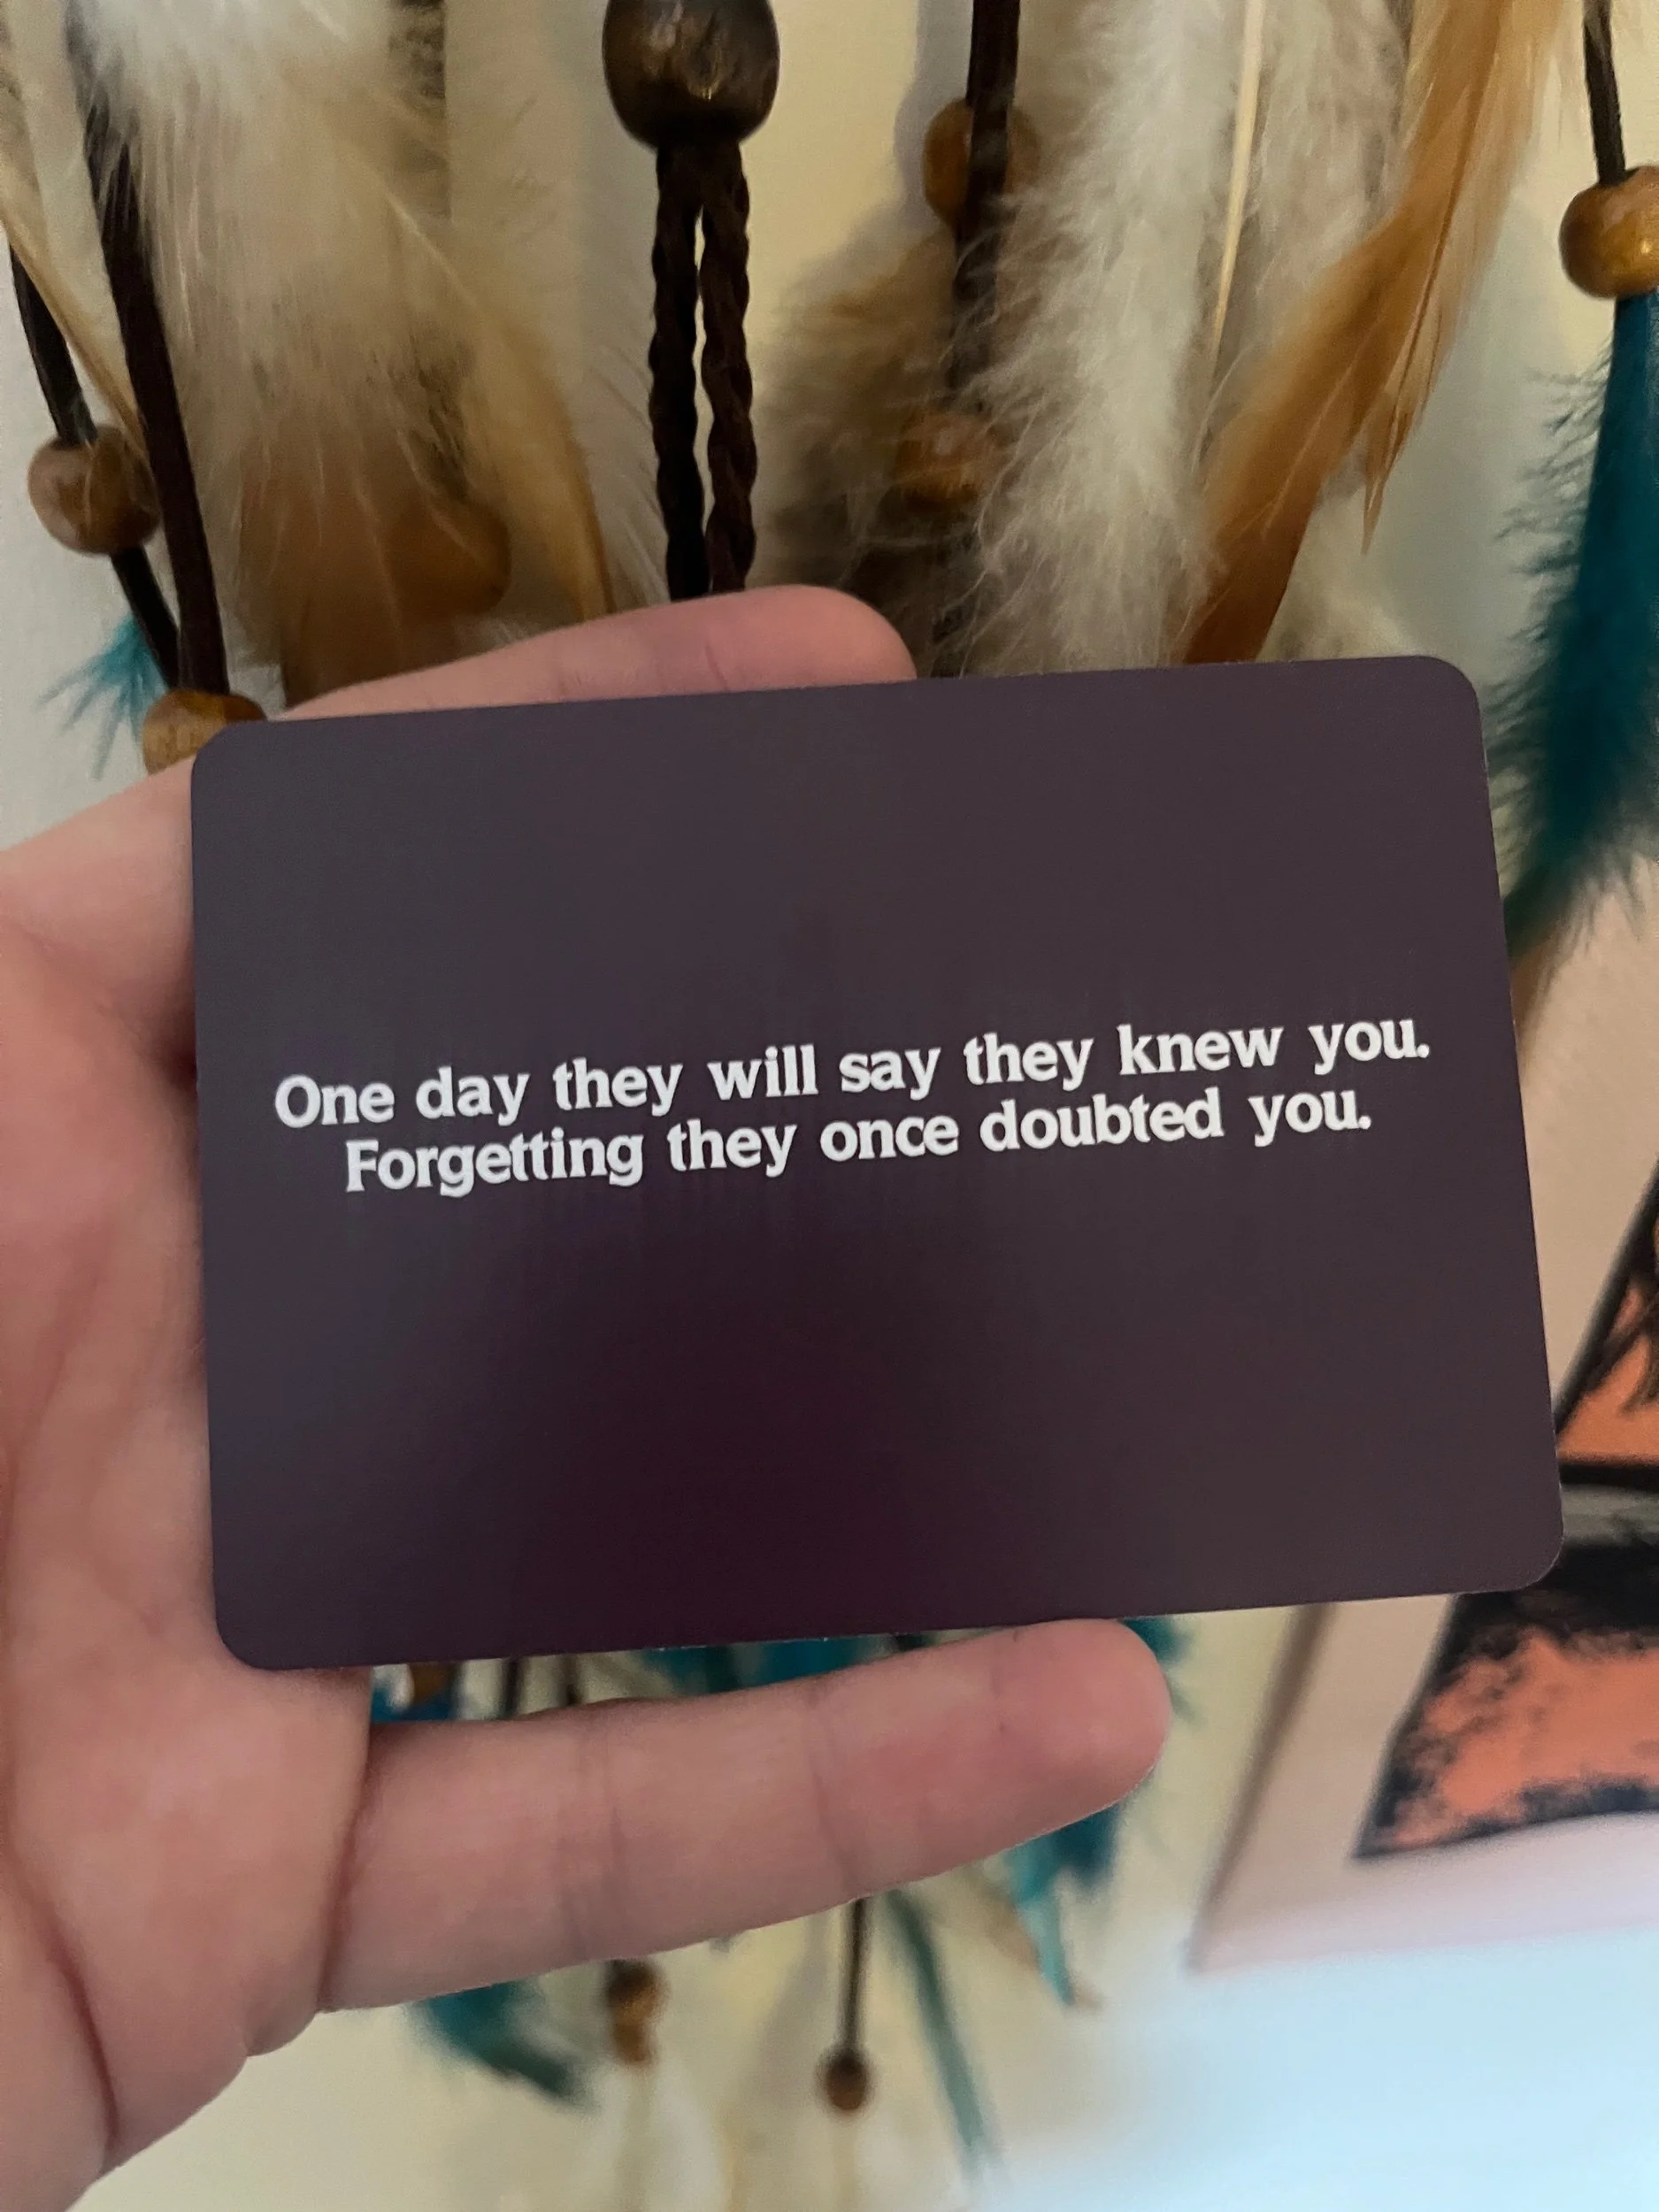 One day they will say they knew you.
Forgetting they once doubted you.